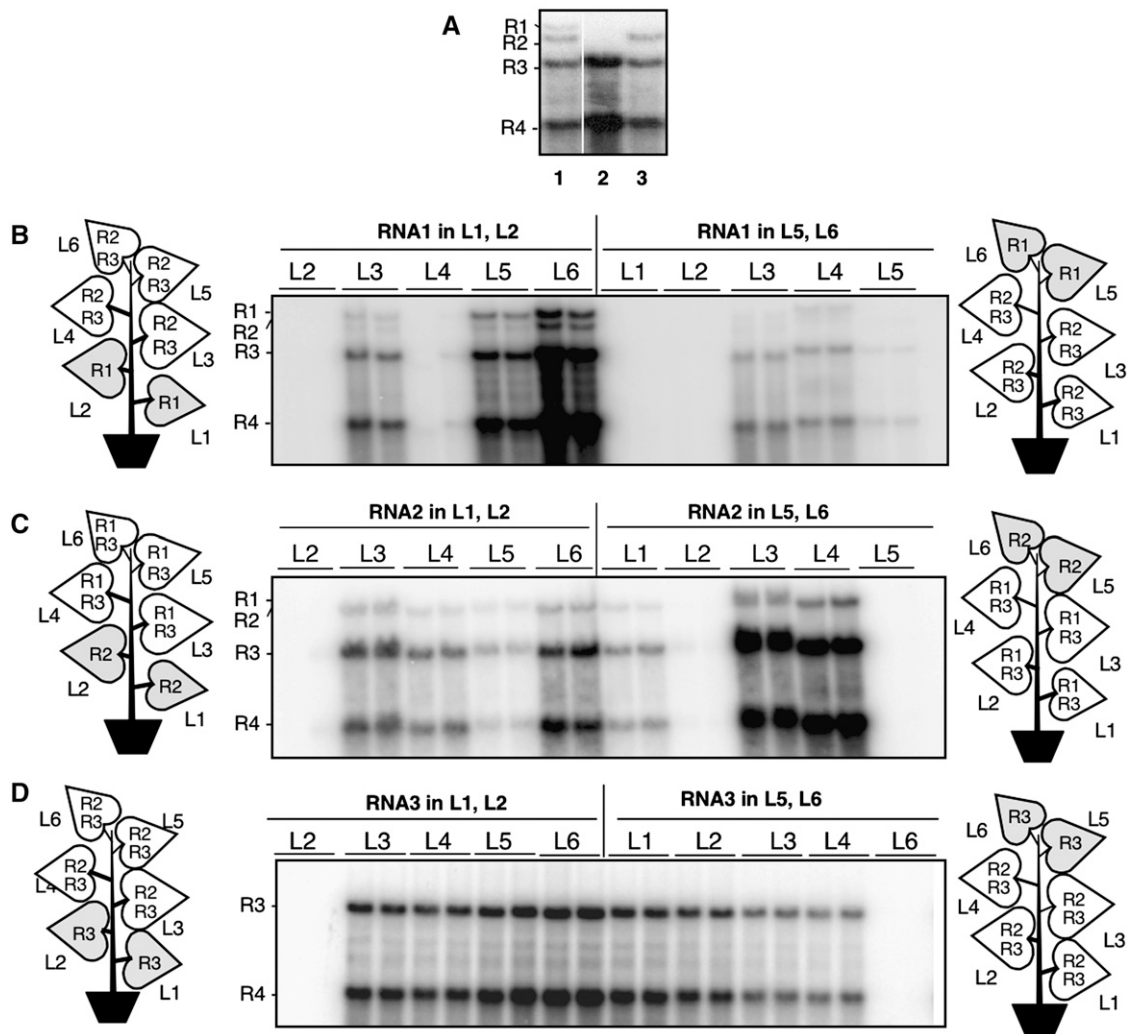 A
R1
R2
R3
R4
1 2 3
B
RNA1 in L1, L2 RNA1 in L5, L6
L2 L3 L4 L5 L6 L1 L2 L3 L4 L5
R1
R2
R3
R4
L6 R2 R3
R2 R3 L5
L4 R2 R3
R2 R3 L3
L2 R1
R1 L1
L6 R1
R1 L5
L4 R2 R3
R2 R3 L3
L2 R2 R3
R2 R3 L1
C
RNA2 in L1, L2 RNA2 in L5, L6
L2 L3 L4 L5 L6 L1 L2 L3 L4 L5
R1
R2
R3
R4
L6 R1 R3
R1 R3 L5
L4 R1 R3
R1 R3 L3
L2 R2
R2 L1
L6 R2
R2 L5
L4 R1 R3
R1 R3 L3
L2 R1 R3
R1 R3 L1
D
RNA3 in L1, L2 RNA3 in L5, L6
L2 L3 L4 L5 L6 L1 L2 L3 L4 L6
R3
R4
L6 R2 R3
R2 R3 L5
L4 R2 R3
R2 R3 L3
L2 R3
R3 L1
L6 R3
R3 L5
L4 R2 R3
R2 R3 L3
L2 R2 R3
R2 R3 L1